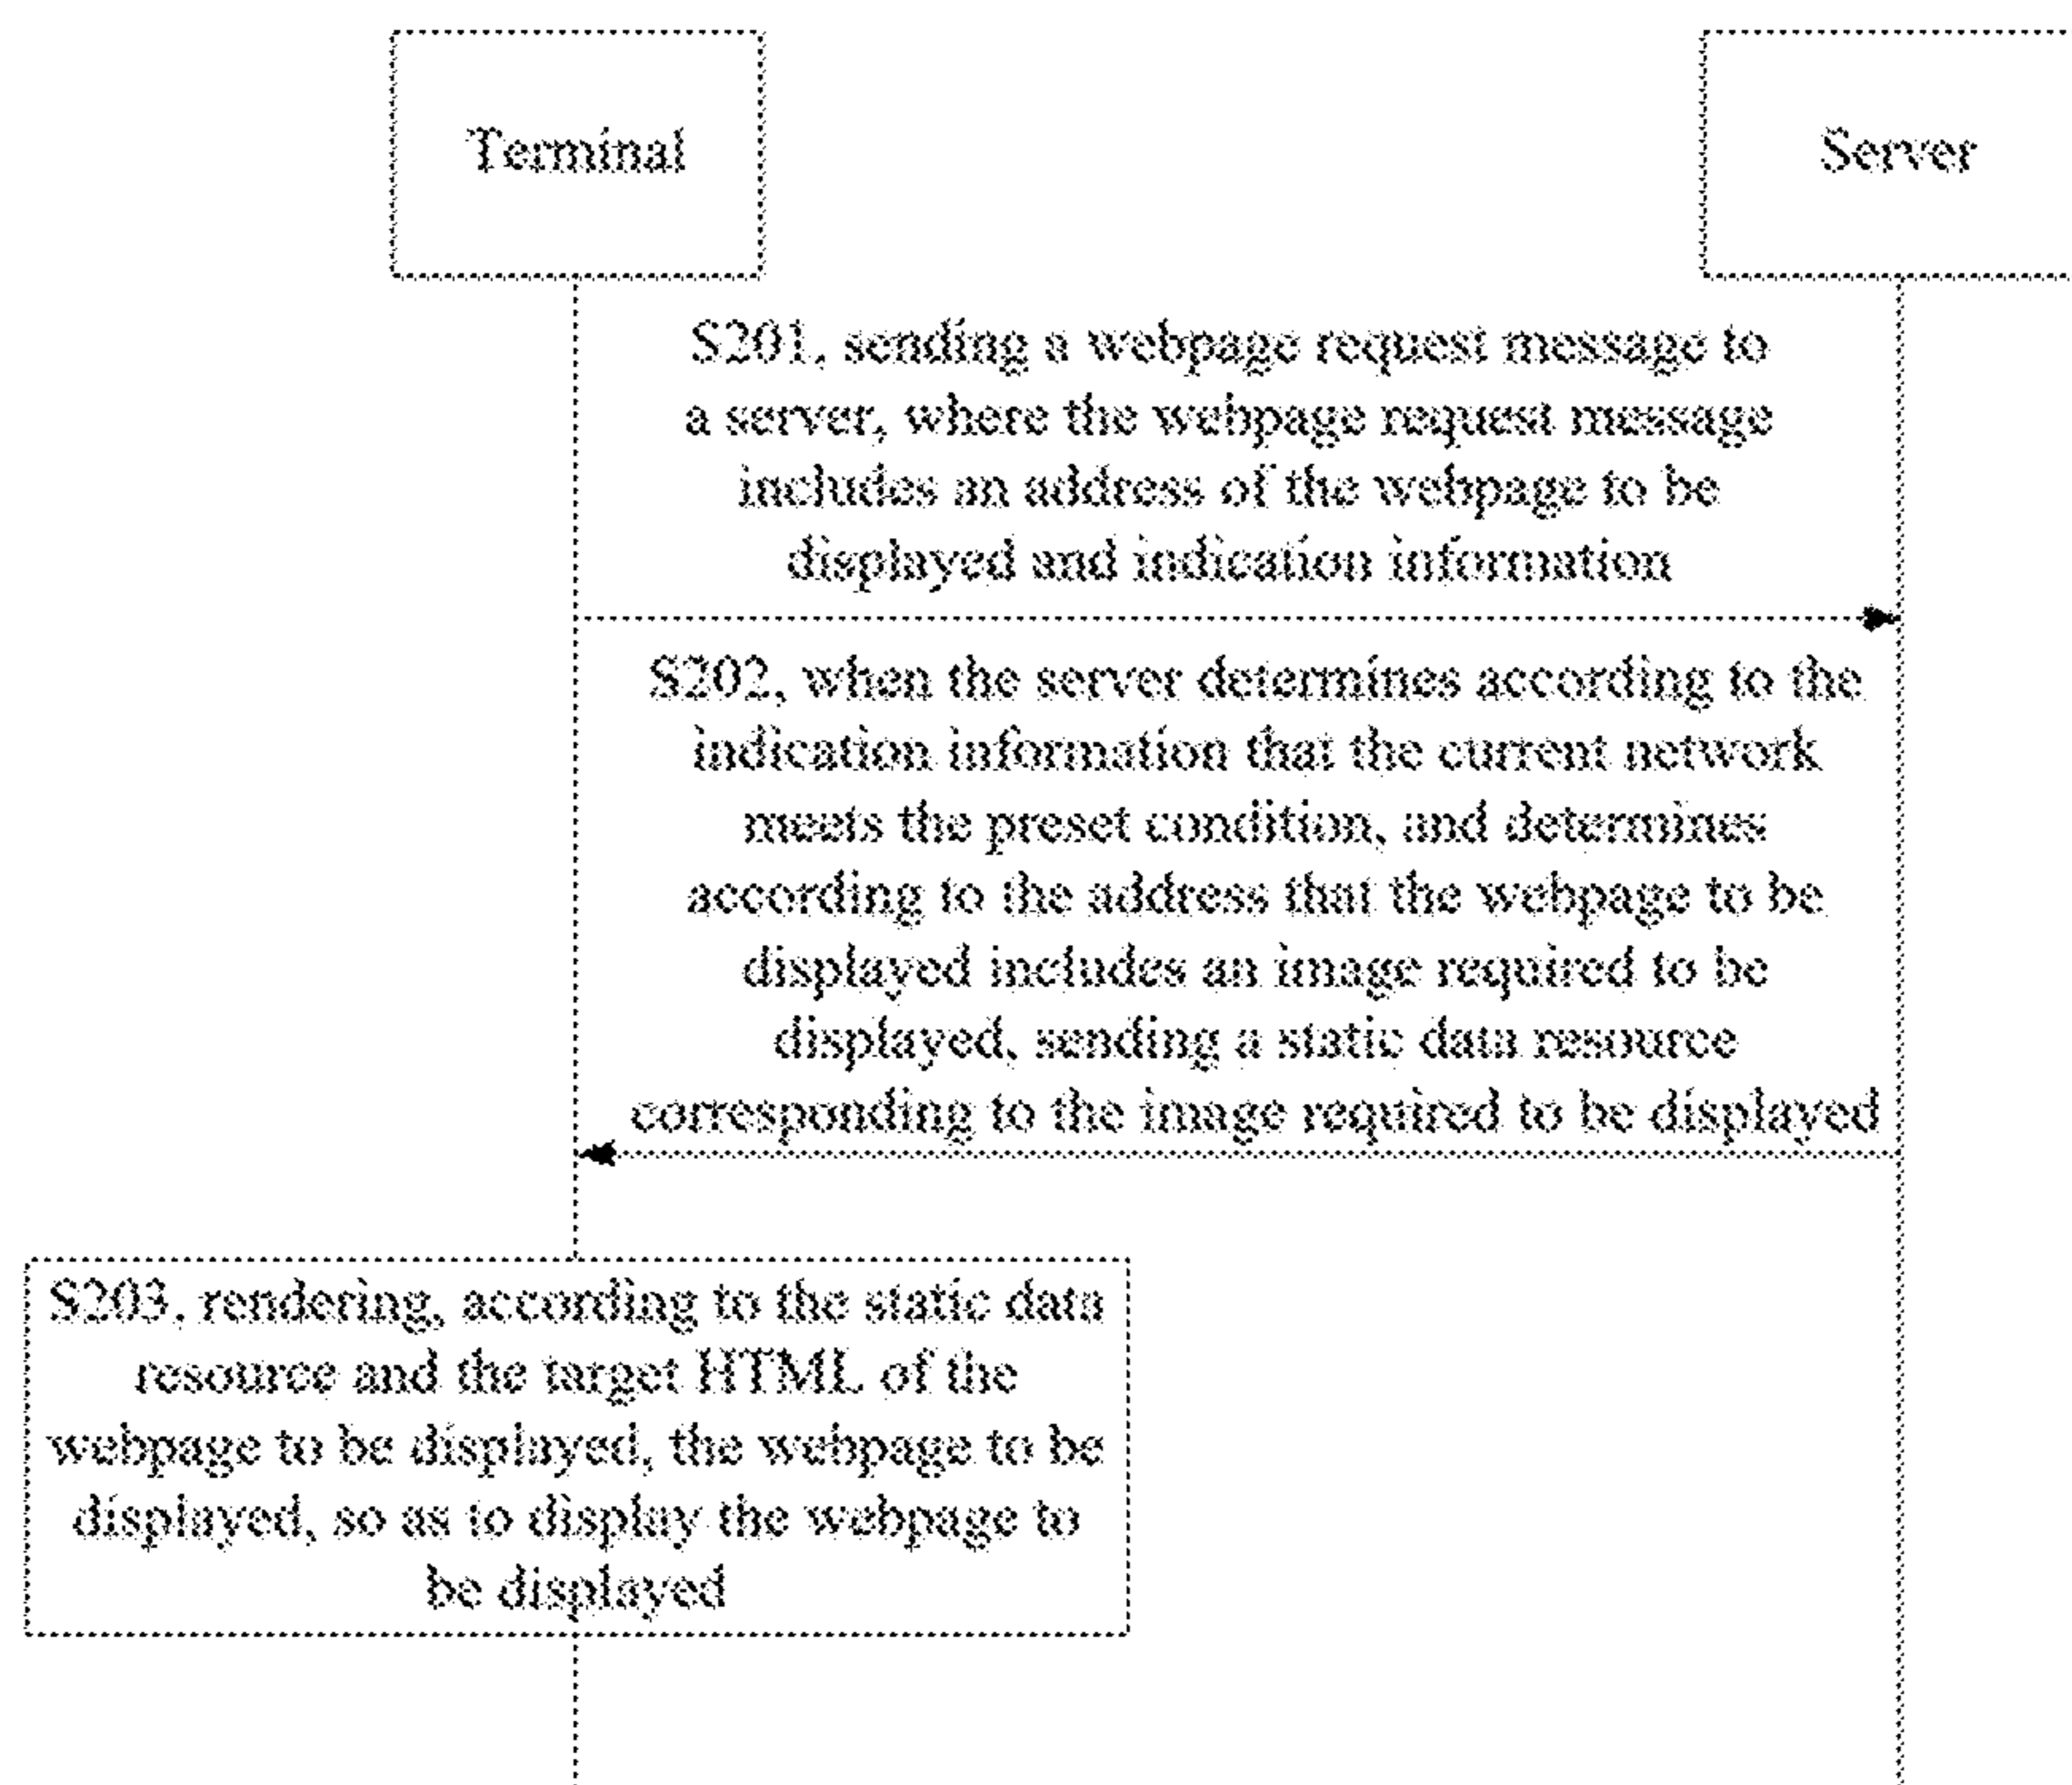 Terminal
Server
S201, sending a webpage request message to
a server, where the webpage request message
includes an address of the webpage to be
displayed and indication information
S202, when the server determines according to the
indication information that the current network
meets the preset condition, and determines
according to the address that the webpage to be
displayed includes an image required to be
displayed, sending a static data resource
corresponding to the image required to be displayed
S203, rendering, according to the static data
resource and the target HTML of the
webpage to be displayed, the webpage to be
displayed, so as to display the webpage to
be displayed